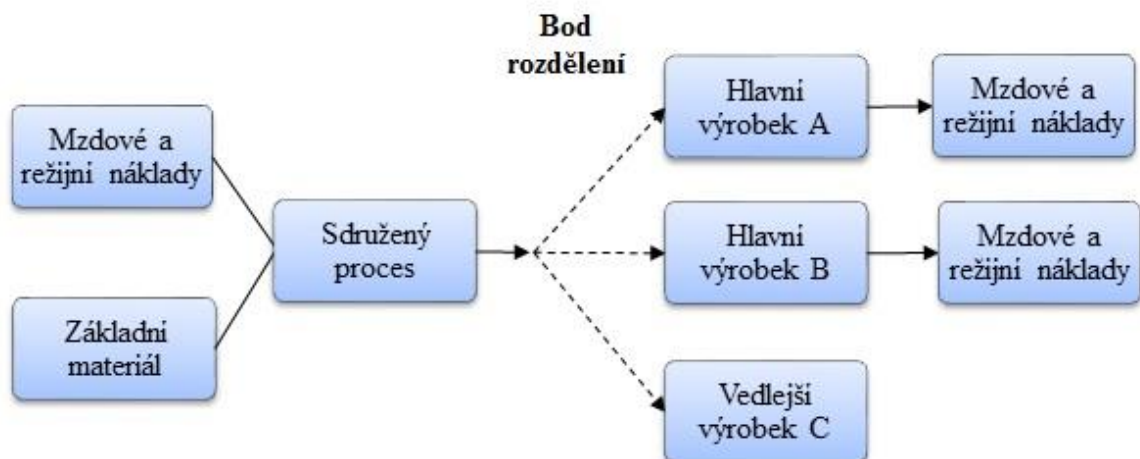 Bod
rozdělení
Mzdové a
režijní náklady
Základní
materiál
Sdružený
proces
Hlavní
výrobek A
Mzdové a
režijní náklady
Hlavní
výrobek B
Mzdové a
režijní náklady
Vedlejší
výrobek C